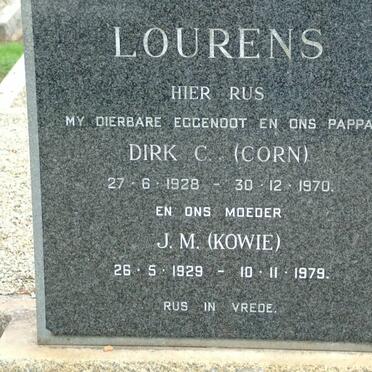 LOURENS
HIER RUS
MY DIERBARE EGGENOOT EN ONS PAPPA
DIRK C. (CORN)
27·6·1928 - 30·12·1970.
EN ONS MOEDER
J.M. (KOWIE)
26·5·1929 - 10·11·1979.
RUS IN VREDE.